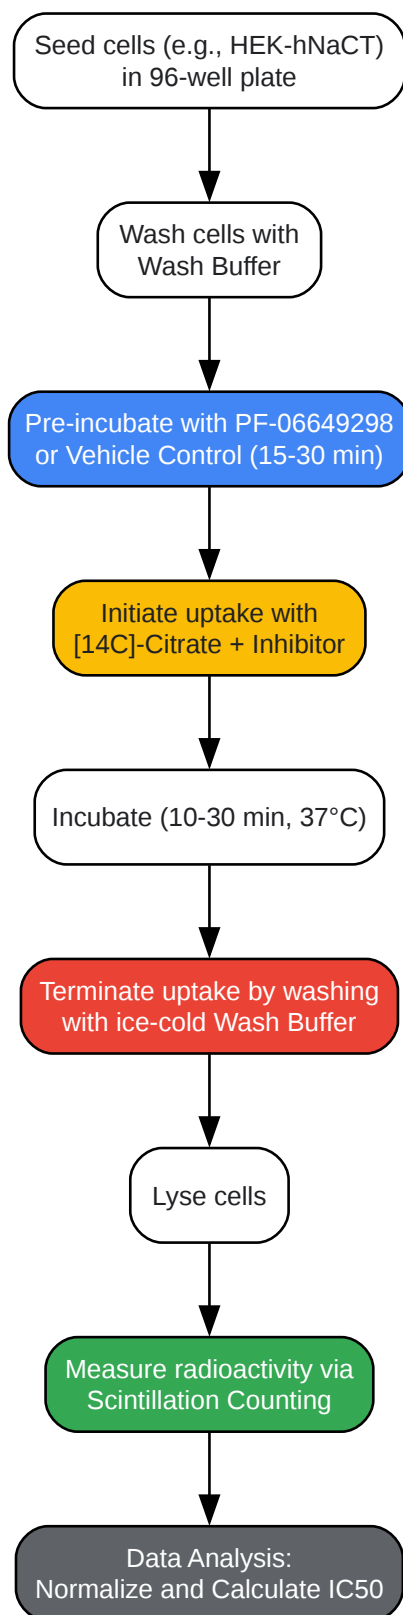 Seed cells (e.g., HEK-hNaCT)
in 96-well plate
Wash cells with
Wash Buffer
Pre-incubate with PF-06649298
or Vehicle Control (15-30 min)
Initiate uptake with
[14C]-Citrate + Inhibitor
Incubate (10-30 min, 37°C)
Terminate uptake by washing
with ice-cold Wash Buffer
Lyse cells
Measure radioactivity via
Scintillation Counting
Data Analysis:
Normalize and Calculate IC50